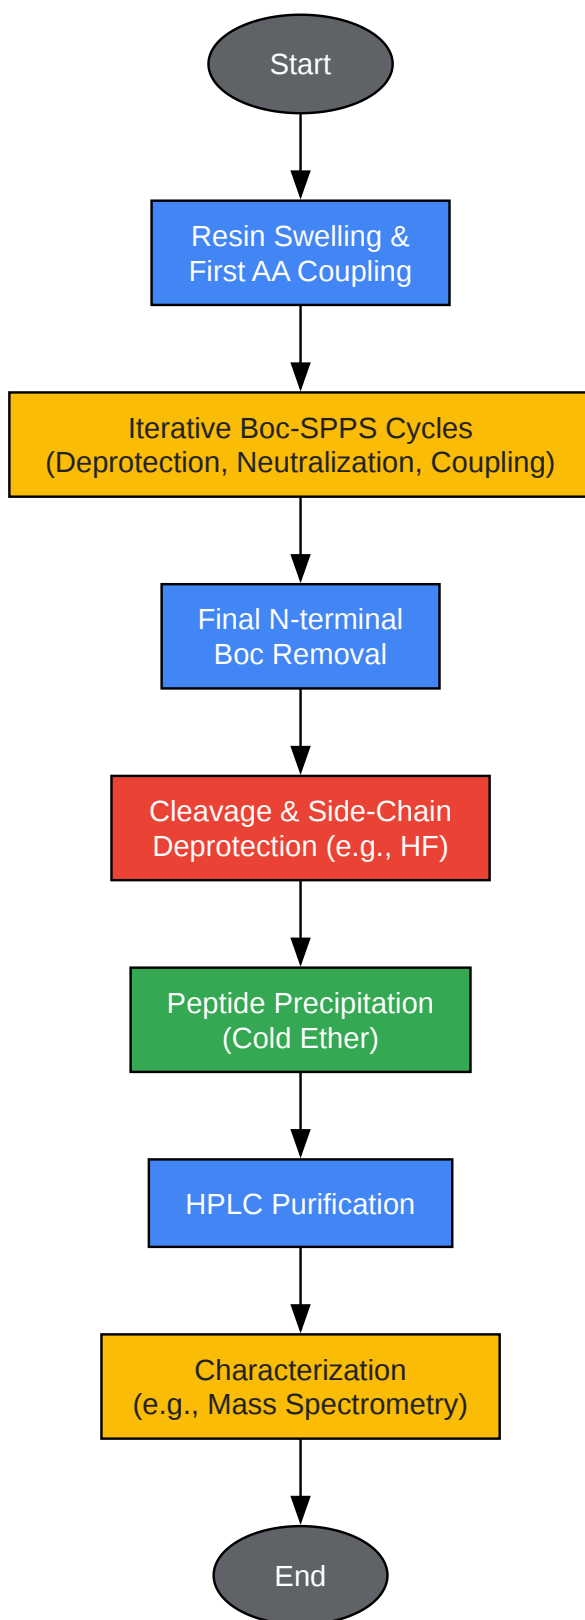 Start
Resin Swelling &
First AA Coupling
Iterative Boc-SPPS Cycles
(Deprotection, Neutralization, Coupling)
Final N-terminal
Boc Removal
Cleavage & Side-Chain
Deprotection (e.g., HF)
Peptide Precipitation
(Cold Ether)
HPLC Purification
Characterization
(e.g., Mass Spectrometry)
End